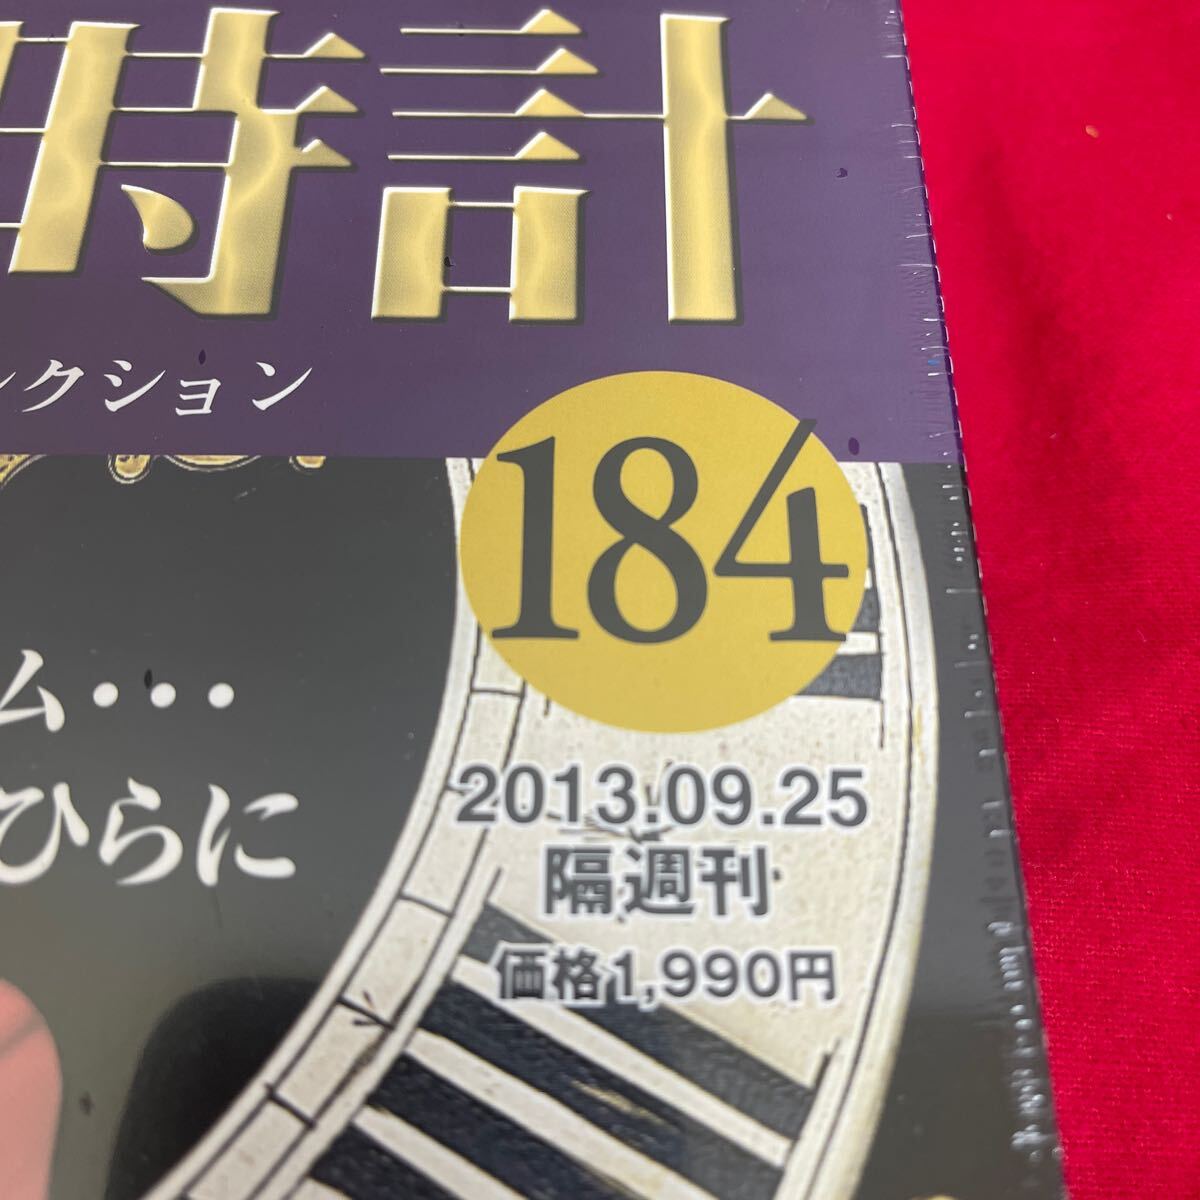 時計
クション
184
ム・・・
ひらに
2013.09.25
隔週刊
価格1,990円